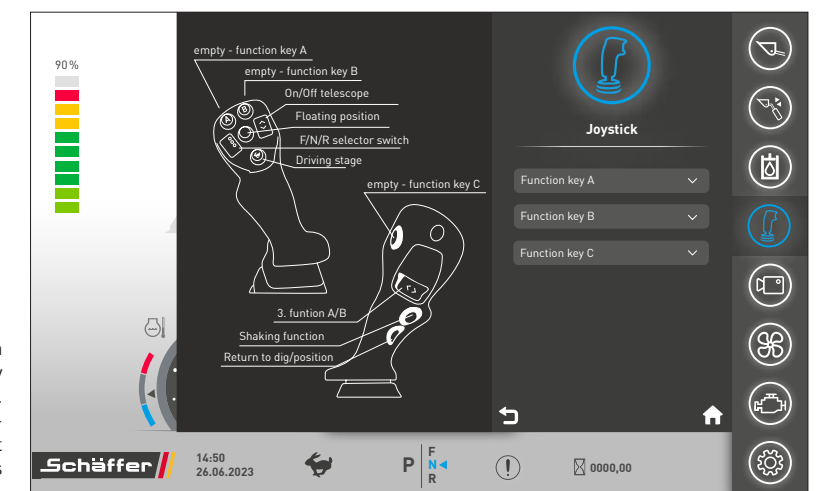 90%
empty - function key A
empty - function key B
On/Off telescope
Floating position
F/N/R selector switch
Driving stage
empty - function key C
A
B
3. funtion A/B
Shaking function
Return to dig/position
Joystick
Function key A
Function key B
Function key C
Schäffer
14:50
26.06.2023
P
F
N
R
0000,00